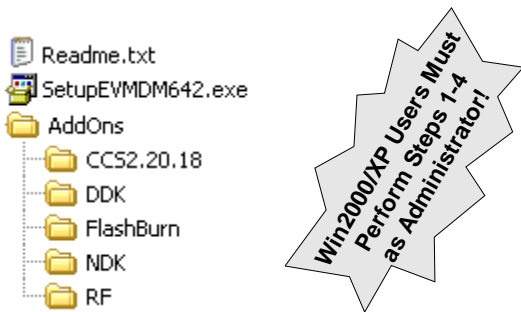 Readme.txt
SetupEVMDM642.exe
AddOns
CCS2.20.18
DDK
FlashBurn
NDK
RF
Win2000/XP Users Must
Perform Steps 1-4
as Administrator!